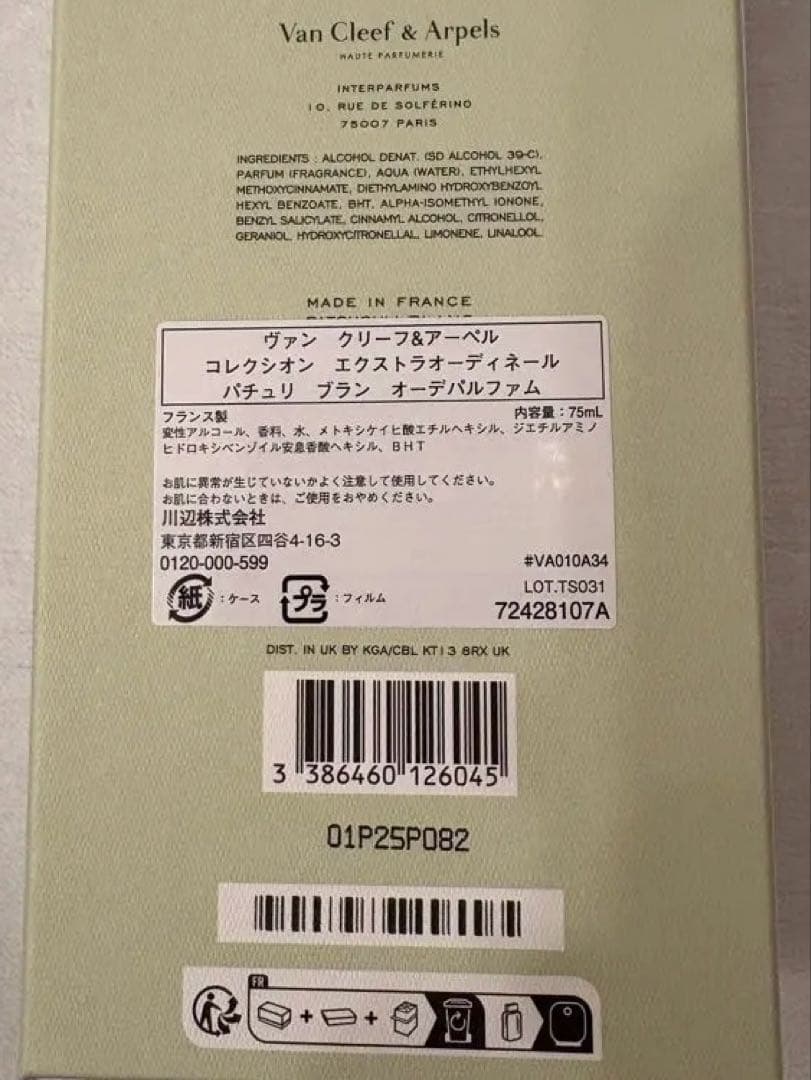 Van Cleef & Arpels
HAUTE PARFUMERIE
INTERPARFUMS
10, RUE DE SOLFÉRINO
75007 PARIS
INGREDIENTS : ALCOHOL DENAT. (SD ALCOHOL 39-C),
PARFUM (FRAGRANCE), AQUA (WATER), ETHYLHEXYL
METHOXYCINNAMATE, DIETHYLAMINO HYDROXYBENZOYL
HEXYL BENZOATE, BHT, ALPHA-ISOMETHYL IONONE,
BENZYL SALICYLATE, CINNAMYL ALCOHOL, CITRONELLOL,
GERANIOL, HYDROXYCITRONELLAL, LIMONENE, LINALOOL.
MADE IN FRANCE
ヴァン クリーフ&アーペル
コレクシオン エクストラオーディネール
パチュリ ブラン オーデパルファム
フランス製 内容量：75mL
変性アルコール、香料、水、メトキシケイヒ酸エチルヘキシル、ジエチルアミノ
ヒドロキシベンゾイル安息香酸ヘキシル、BHT
お肌に異常が生じていないかよく注意して使用してください。
お肌に合わないときは、ご使用をおやめください。
川辺株式会社
東京都新宿区四谷4-16-3
0120-000-599 #VA010A34
紙：ケース プラ：フィルム LOT.TS031
72428107A
DIST. IN UK BY KGA/CBL KT13 8RX UK
3 386460 126045
01P25P082
FR